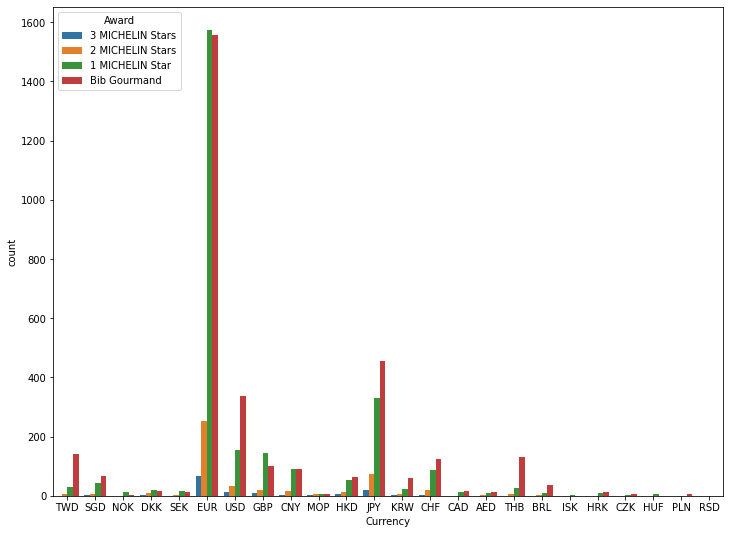 Award
3 MICHELIN Stars
2 MICHELIN Stars
1 MICHELIN Star
Bib Gourmand
1600
1400
1200
1000
800
600
400
200
0
count
TWD SGD NOK DKK SEK EUR USD GBP CNY MOP HKD JPY KRW CHF CAD AED THB BRL ISK HRK CZK HUF PLN RSD
Currency